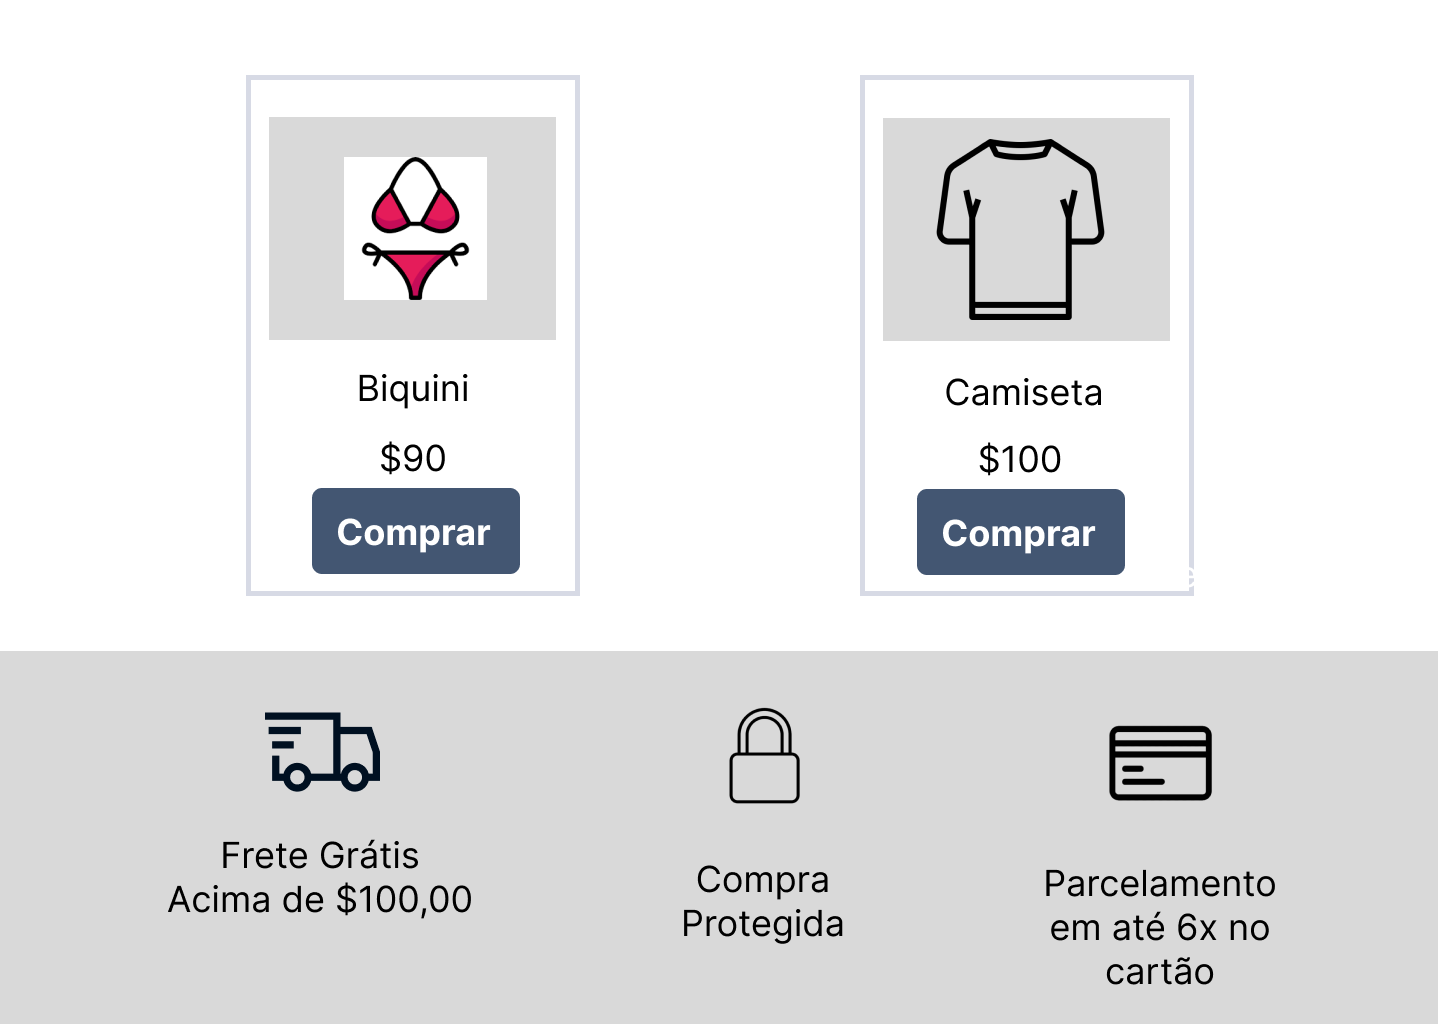 Biquini
$90
Comprar
Camiseta
$100
Comprar
Frete Grátis
Acima de $100,00
Compra
Protegida
Parcelamento
em até 6x no
cartão